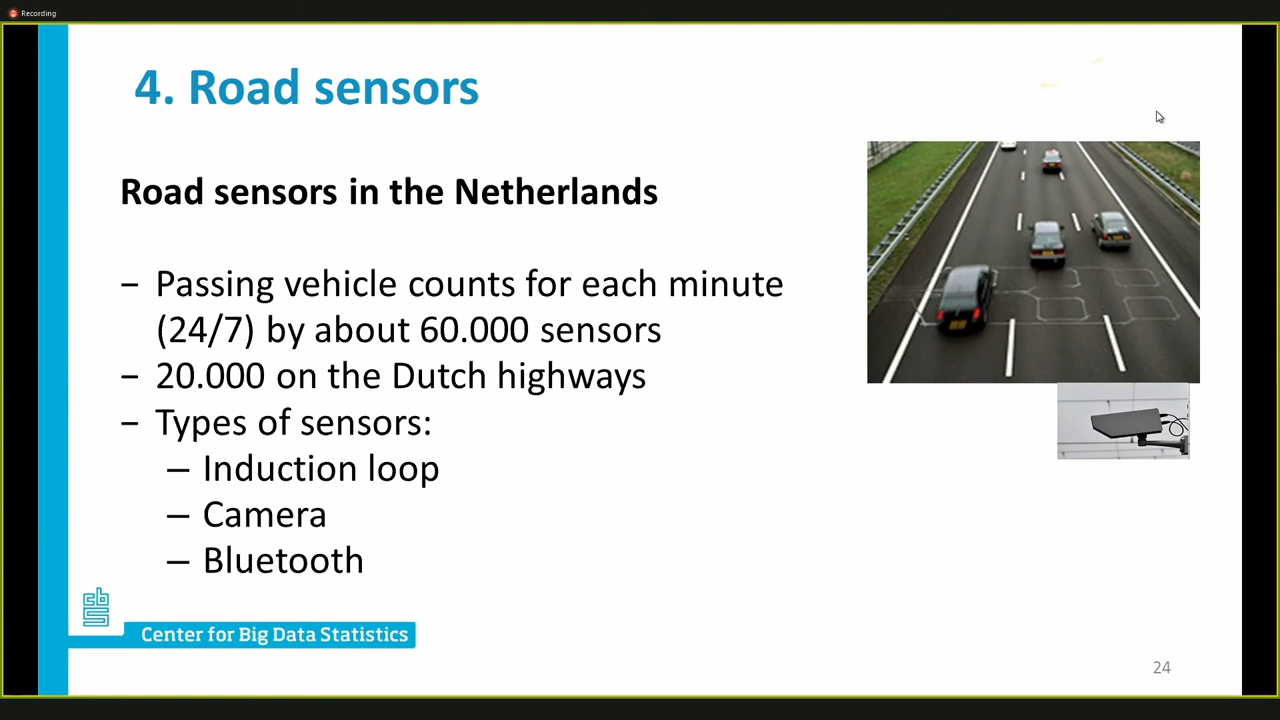 Recording
4. Road sensors
Road sensors in the Netherlands
− Passing vehicle counts for each minute
(24/7) by about 60.000 sensors
− 20.000 on the Dutch highways
− Types of sensors:
– Induction loop
– Camera
– Bluetooth
cbs
Center for Big Data Statistics
24